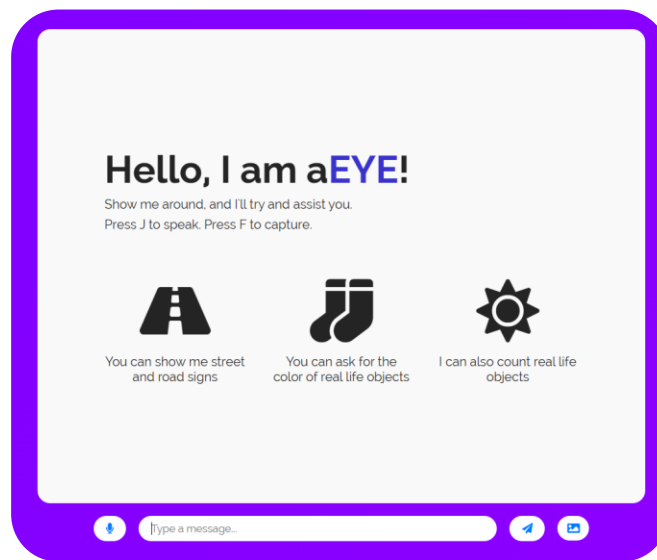 Hello, I am aEYE!
Show me around, and I'll try and assist you.
Press J to speak. Press F to capture.
You can show me street
and road signs
You can ask for the
color of real life objects
I can also count real life
objects
Type a message...